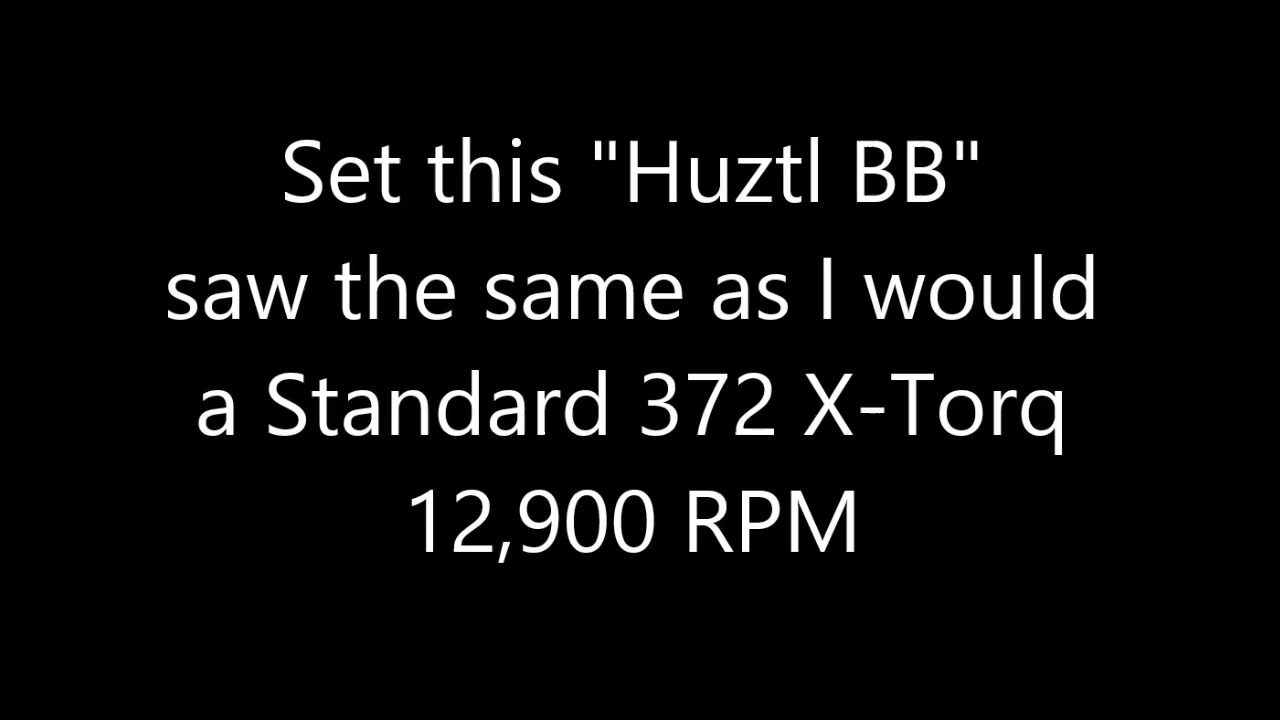 Set this "Huztl BB"
saw the same as I would
a Standard 372 X-Torq
12,900 RPM